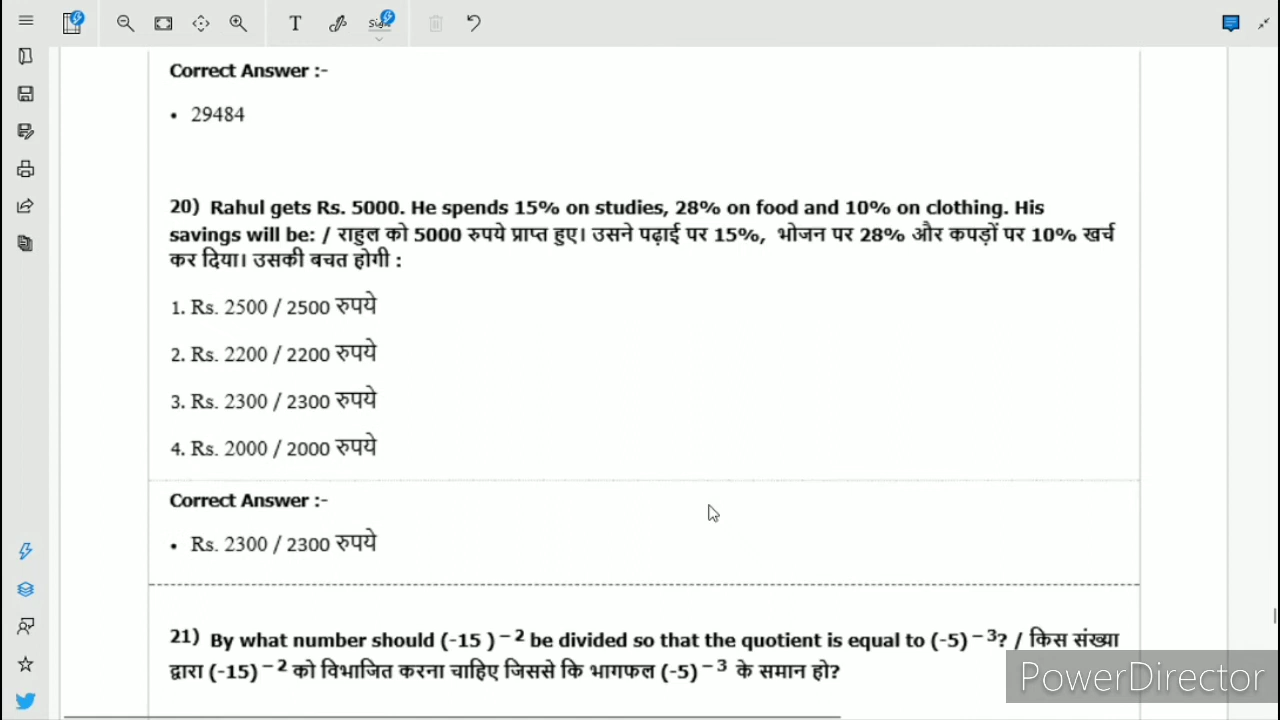 Correct Answer :-
• 29484
20) Rahul gets Rs. 5000. He spends 15% on studies, 28% on food and 10% on clothing. His
savings will be: / राहुल को 5000 रुपये प्राप्त हुए। उसने पढ़ाई पर 15%, भोजन पर 28% और कपड़ों पर 10% खर्च
कर दिया। उसकी बचत होगी :
1. Rs. 2500 / 2500 रुपये
2. Rs. 2200 / 2200 रुपये
3. Rs. 2300 / 2300 रुपये
4. Rs. 2000 / 2000 रुपये
Correct Answer :-
• Rs. 2300 / 2300 रुपये
21) By what number should (-15 )⁻² be divided so that the quotient is equal to (-5)⁻³? / किस संख्या
द्वारा (-15)⁻² को विभाजित करना चाहिए जिससे कि भागफल (-5)⁻³ के समान हो?
PowerDirector